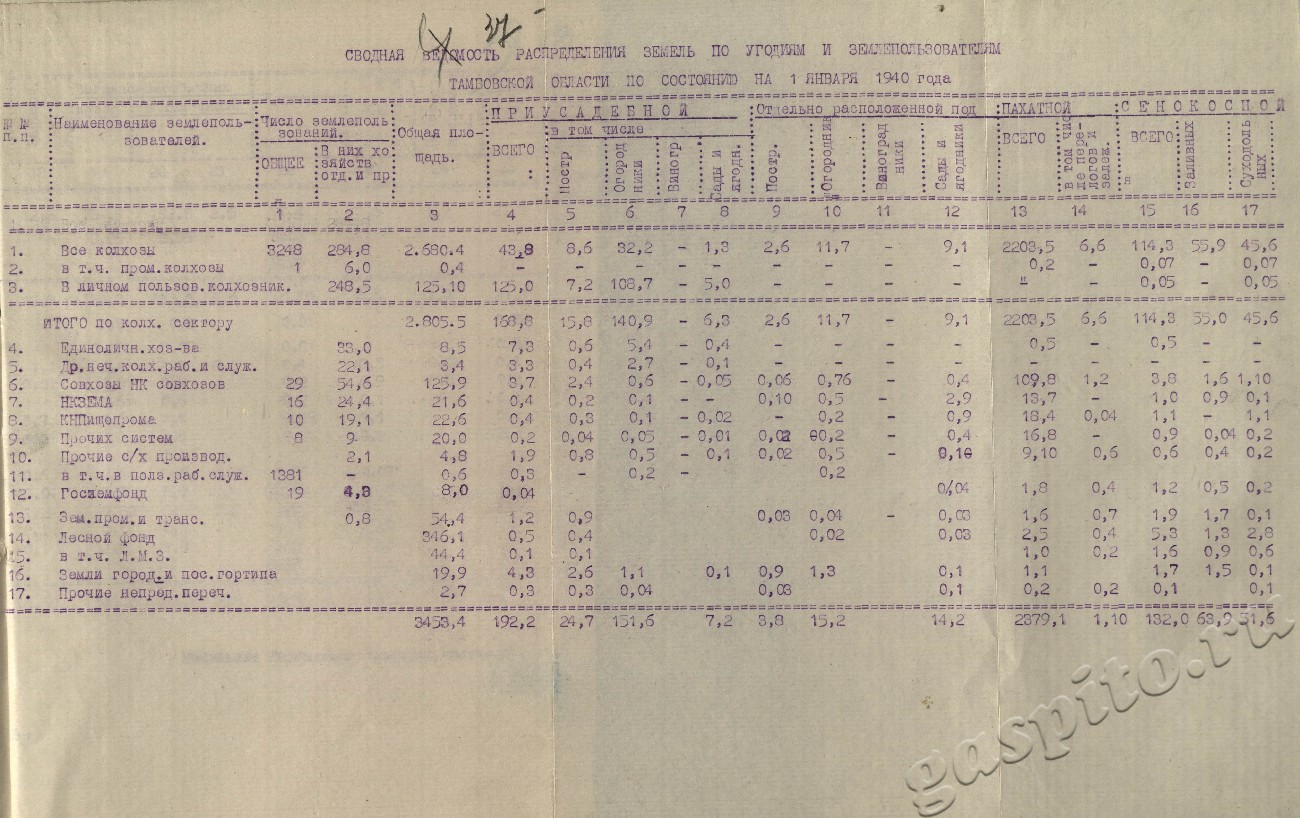 37
СВОДНАЯ ВЕДОМОСТЬ РАСПРЕДЕЛЕНИЯ ЗЕМЕЛЬ ПО УГОДИЯМ И ЗЕМЛЕПОЛЬЗОВАТЕЛЯМ
ТАМБОВСКОЙ ОБЛАСТИ ПО СОСТОЯНИЮ НА 1 ЯНВАРЯ 1940 года
№ № п.п. Наименование землеполь-зователей. Число землепользований. Общая площадь. ПРИУСАДЕБНОЙ Отдельно расположенной под ПАХАТНОЙ СЕНОКОСНОЙ
ОБЩЕЕ В них хозяйств отд. и пр ВСЕГО в том числе Постр Огородники Виногр Сады и ягодн. Постр. Огородник Виноградники Сады и ягодники ВСЕГО в том числе перелогов и залеж. ВСЕГО Заливных Суходольных
1 2 3 4 5 6 7 8 9 10 11 12 13 14 15 16 17
1. Все колхозы 3248 284,8 2.680.4 43,8 8,6 32,2 - 1,3 2,6 11,7 - 9,1 2203,5 6,6 114,3 55,9 45,6
2. в т.ч. пром.колхозы 1 6,0 0,4 - - - - - - - - - 0,2 - 0,07 - 0,07
3. В личном пользов.колхозник. 248,5 125,10 125,0 7,2 108,7 - 5,0 - - - - " - 0,05 - 0,05
ИТОГО по колх. сектору 2.805.5 168,8 15,8 140,9 - 6,3 2,6 11,7 - 9,1 2203,5 6,6 114,3 55,0 45,6
4. Единоличн.хоз-ва 33,0 8,5 7,3 0,6 5,4 - 0,4 - - - - 0,5 - 0,5 - -
5. Др.неч.колх.раб.и служ. 22,1 3,4 3,3 0,4 2,7 - 0,1 - - - - - - - - -
6. Совхозы НК совхозов 29 54,6 125,9 3,7 2,4 0,6 - 0,05 0,06 0,76 - 0,4 109,8 1,2 3,8 1,6 1,10
7. НКЗЕМА 16 24,4 21,6 0,4 0,2 0,1 - - 0,10 0,5 - 2,9 13,7 - 1,0 0,9 0,1
8. КНПищепрома 10 19,1 22,6 0,4 0,3 0,1 - 0,02 - 0,2 - 0,9 18,4 0,04 1,1 - 1,1
9. Прочих систем 8 9- 20,0 0,2 0,04 0,05 - 0,01 0,02 00,2 - 0,4 16,8 - 0,9 0,04 0,2
10. Прочие с/х производ. 2,1 4,8 1,9 0,8 0,5 - 0,1 0,02 0,5 - 0,10 9,10 0,6 0,6 0,4 0,2
11. в т.ч.в полз.раб.служ. 1381 - 0,6 0,3 - 0,2 - 0,2
12. Госземфонд 19 4,3 8,0 0,04 0,04 1,8 0,4 1,2 0,5 0,2
13. Зем.пром.и транс. 0,8 54,4 1,2 0,9 0,03 0,04 - 0,03 1,6 0,7 1,9 1,7 0,1
14. Лесной фонд 346,1 0,5 0,4 0,02 0,03 2,5 0,4 5,3 1,3 2,8
15. в т.ч. Л.М.З. 44,4 0,1 0,1 1,0 0,2 1,6 0,9 0,6
16. Земли город.и пос.гортипа 19,9 4,3 2,6 1,1 0,1 0,9 1,3 0,1 1,1 1,7 1,5 0,1
17. Прочие непред.переч. 2,7 0,3 0,3 0,04 0,03 0,1 0,2 0,2 0,1 0,1
3453,4 192,2 24,7 151,6 7,2 3,8 15,2 14,2 2379,1 1,10 132,0 63,9 51,6
gaspito.ru